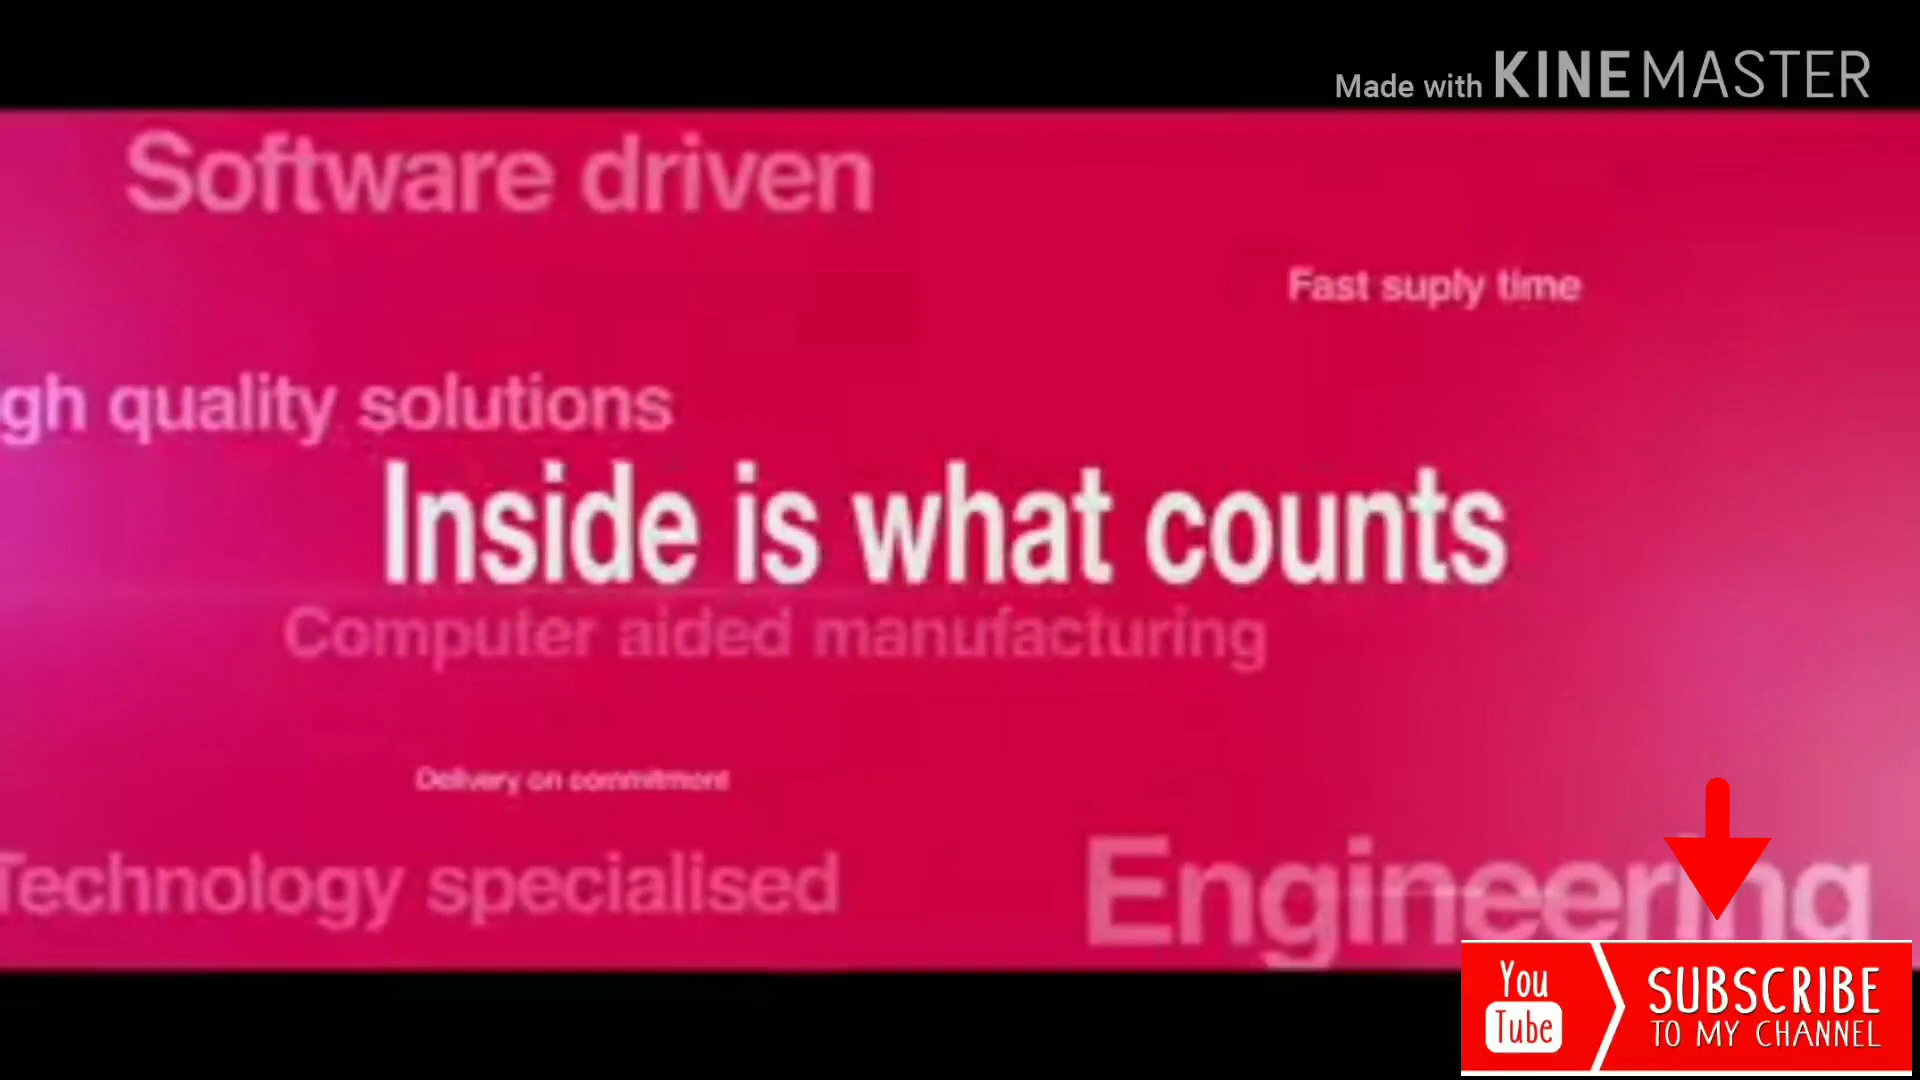 Made with KINEMASTER
Software driven
Fast suply time
gh quality solutions
Inside is what counts
Computer aided manufacturing
Delivery on commitment
Technology specialised
Engineering
You
Tube
SUBSCRIBE
TO MY CHANNEL